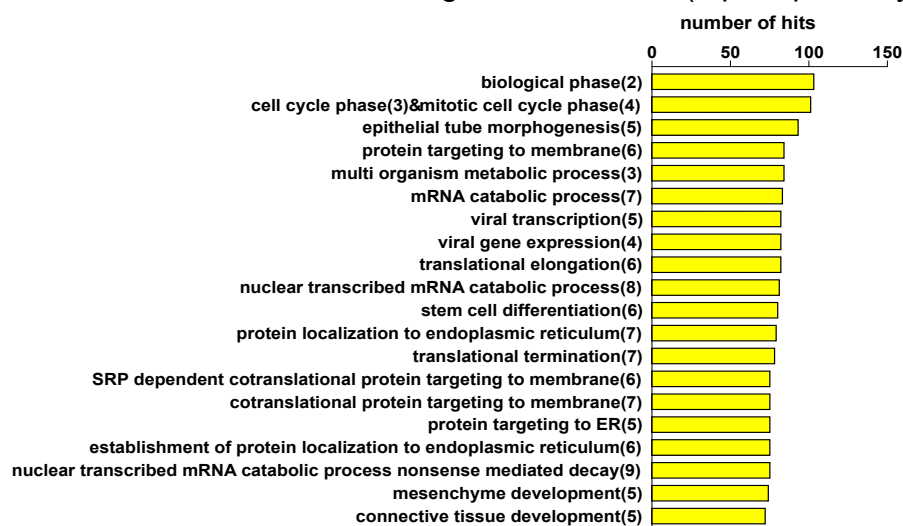 number of hits
0 50 100 150
biological phase(2)
cell cycle phase(3)&mitotic cell cycle phase(4)
epithelial tube morphogenesis(5)
protein targeting to membrane(6)
multi organism metabolic process(3)
mRNA catabolic process(7)
viral transcription(5)
viral gene expression(4)
translational elongation(6)
nuclear transcribed mRNA catabolic process(8)
stem cell differentiation(6)
protein localization to endoplasmic reticulum(7)
translational termination(7)
SRP dependent cotranslational protein targeting to membrane(6)
cotranslational protein targeting to membrane(7)
protein targeting to ER(5)
establishment of protein localization to endoplasmic reticulum(6)
nuclear transcribed mRNA catabolic process nonsense mediated decay(9)
mesenchyme development(5)
connective tissue development(5)